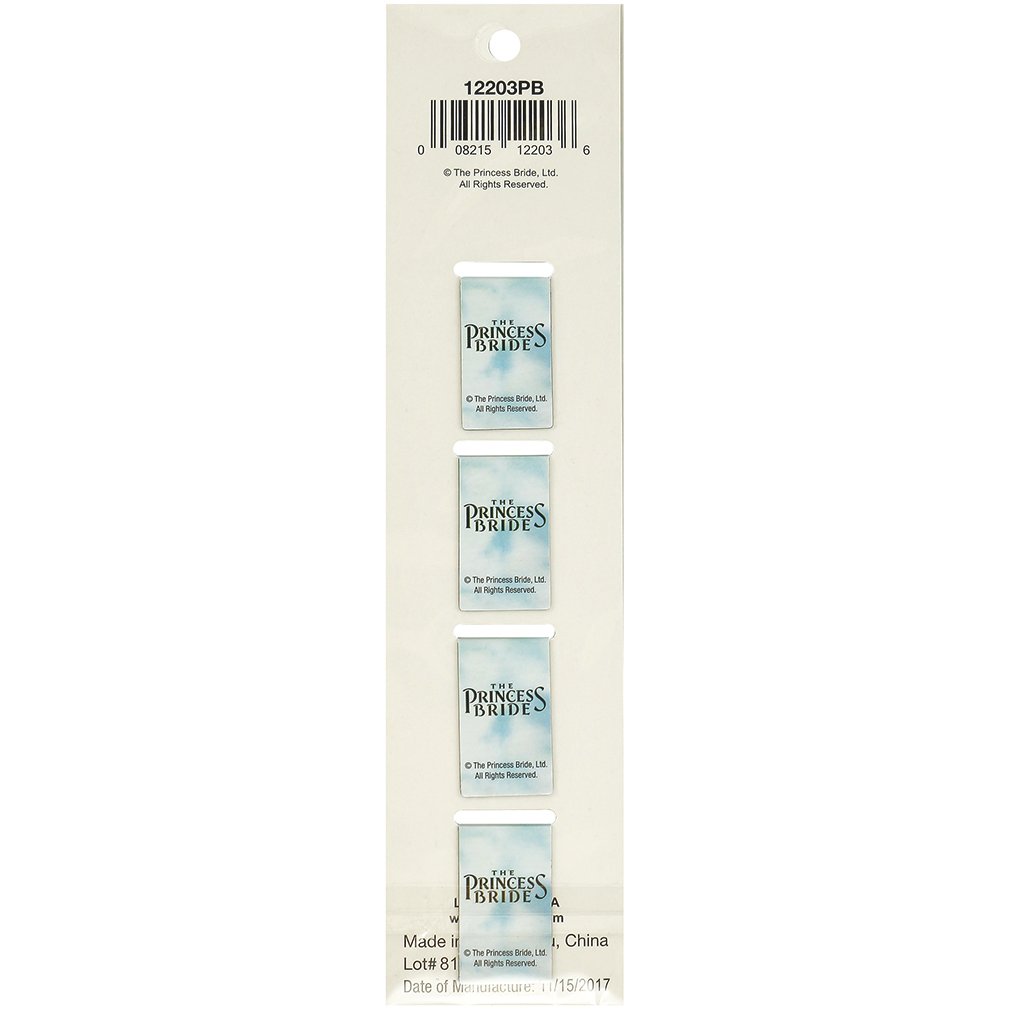 12203PB
0 08215 12203 6
© The Princess Bride, Ltd.
All Rights Reserved.
THE
PRINCESS
BRIDE
© The Princess Bride, Ltd.
All Rights Reserved.
THE
PRINCESS
BRIDE
© The Princess Bride, Ltd.
All Rights Reserved.
THE
PRINCESS
BRIDE
© The Princess Bride, Ltd.
All Rights Reserved.
THE
PRINCESS
BRIDE
© The Princess Bride, Ltd.
All Rights Reserved.
Made in China
Lot# 81
Date of Manufacture: 11/15/2017